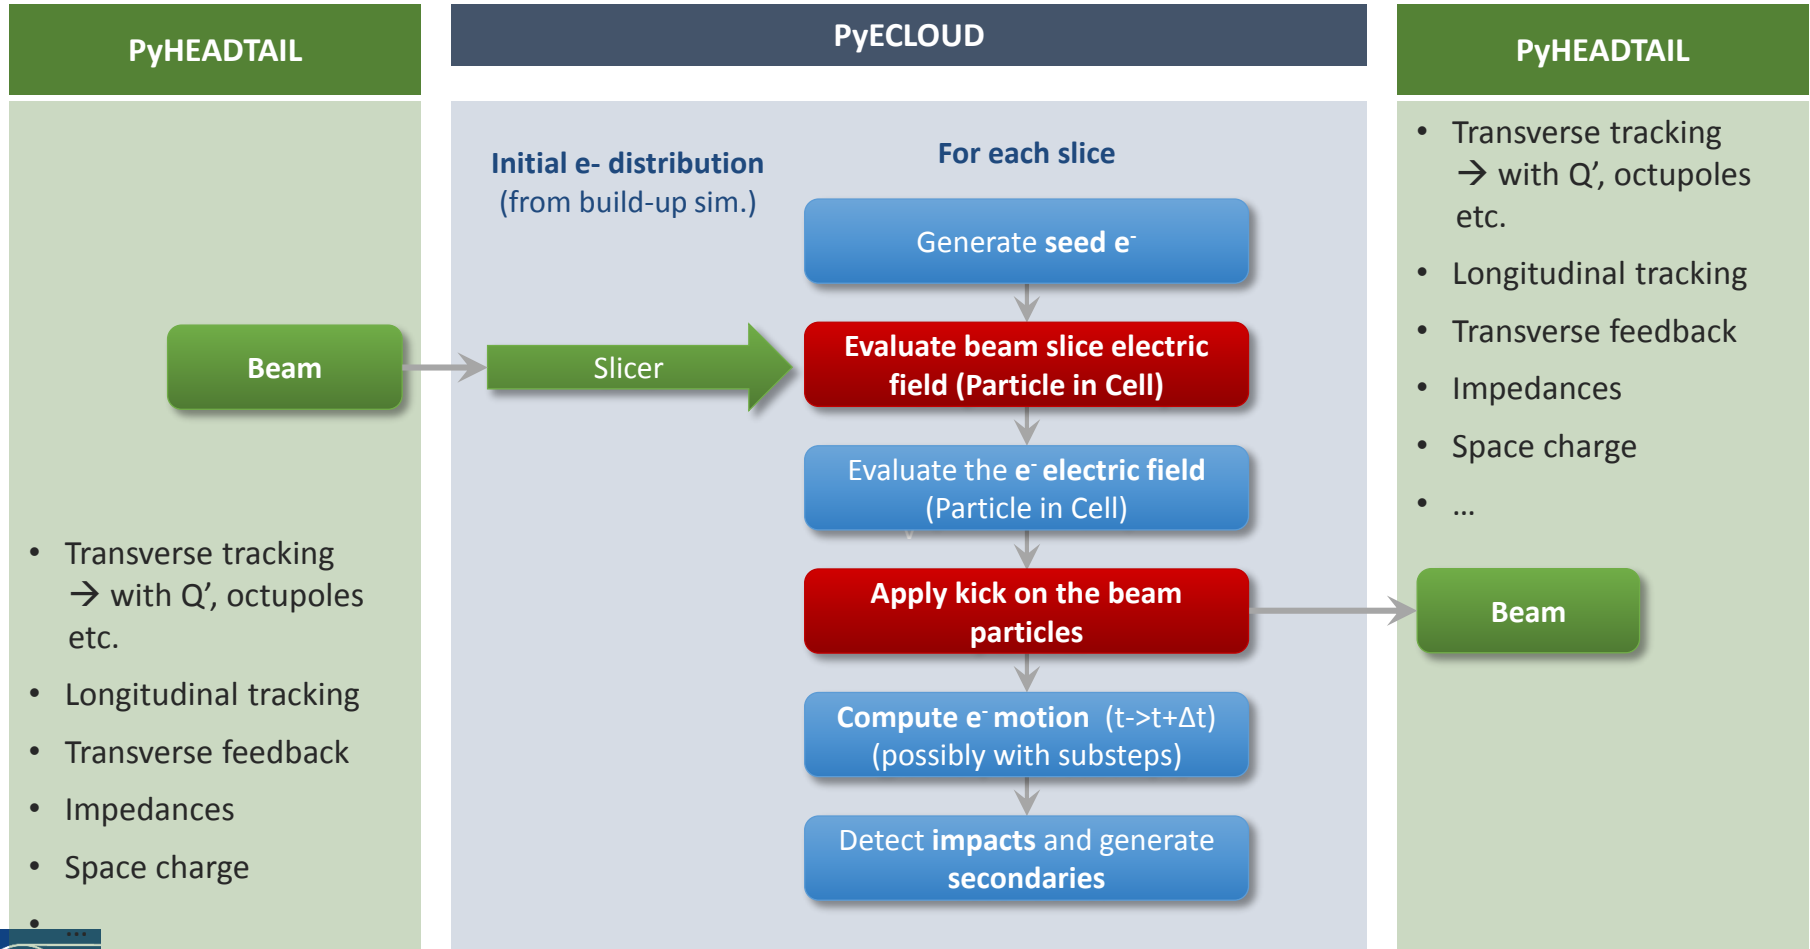 PyHEADTAIL
• Transverse tracking
→ with Q’, octupoles
etc.
• Longitudinal tracking
• Transverse feedback
• Impedances
• Space charge
• ...
Beam
PyECLOUD
Initial e- distribution
(from build-up sim.)
Slicer
For each slice
Generate seed e-
Evaluate beam slice electric
field (Particle in Cell)
Evaluate the e- electric field
(Particle in Cell)
Apply kick on the beam
particles
Compute e- motion (t->t+Δt)
(possibly with substeps)
Detect impacts and generate
secondaries
PyHEADTAIL
• Transverse tracking
→ with Q’, octupoles
etc.
• Longitudinal tracking
• Transverse feedback
• Impedances
• Space charge
• ...
Beam